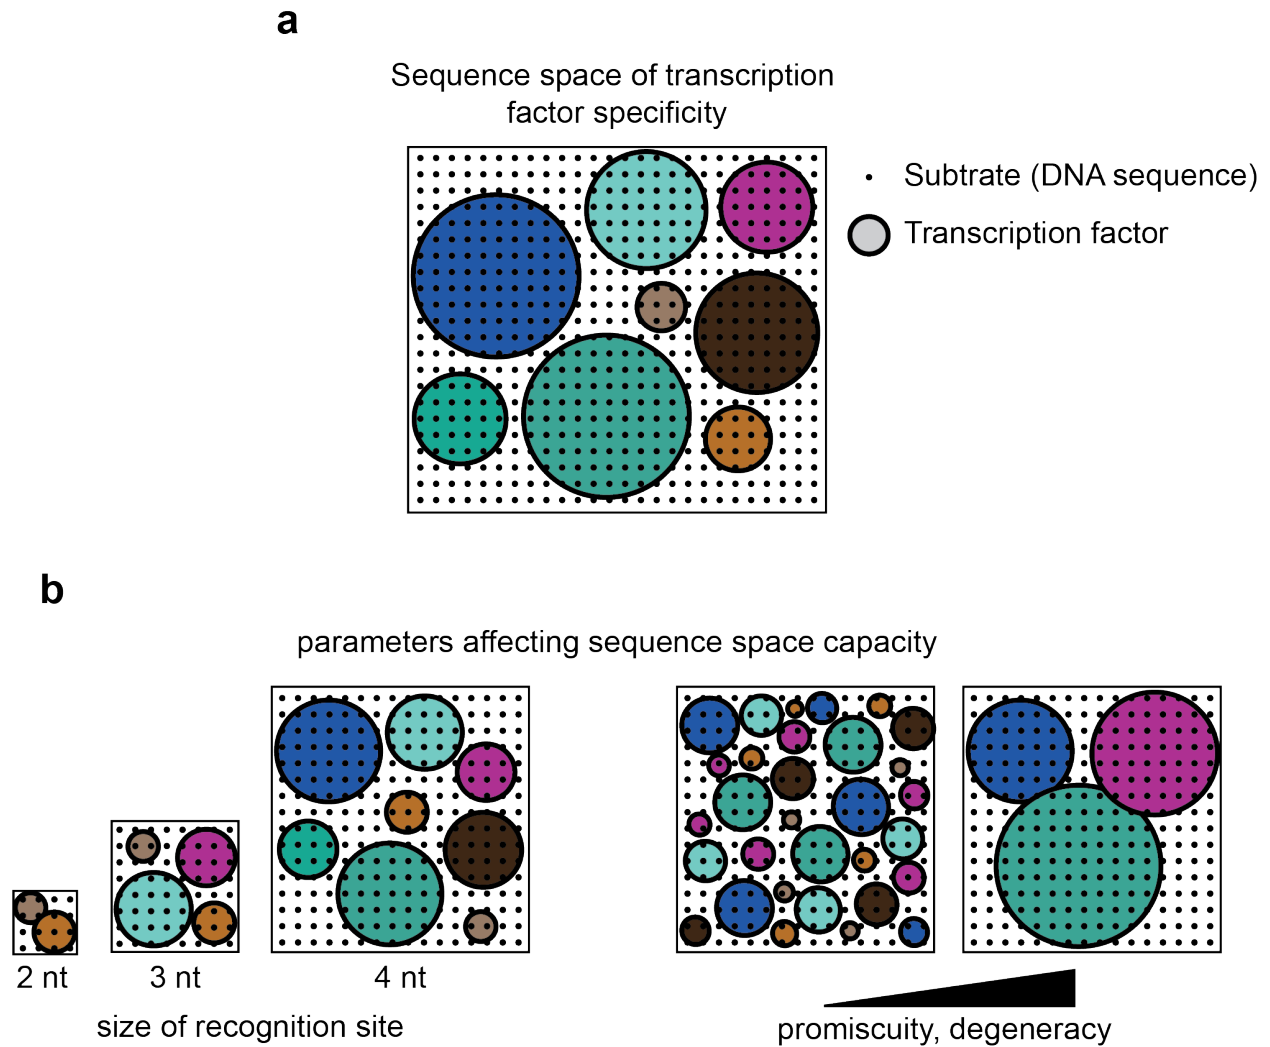 a
Sequence space of transcription
factor specificity
Subtrate (DNA sequence)
Transcription factor
b
parameters affecting sequence space capacity
2 nt
3 nt
4 nt
size of recognition site
promiscuity, degeneracy